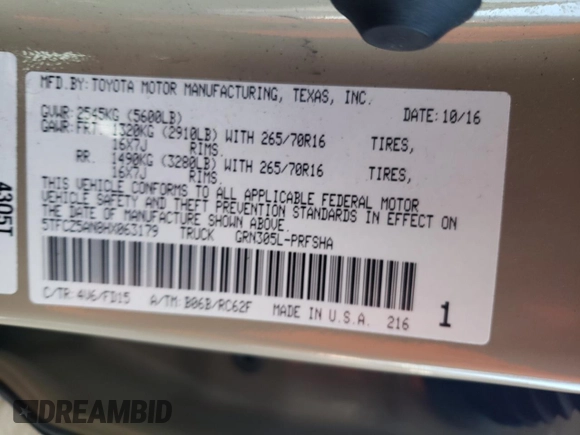 MFD.BY: TOYOTA MOTOR MANUFACTURING, TEXAS, INC.
GVWR: 2545KG (5600LB) DATE: 10/16
GAWR: FRT. 1320KG (2910LB) WITH 265/70R16 TIRES,
16X7J RIMS
RR. 1490KG (3280LB) WITH 265/70R16 TIRES,
16X7J RIMS
THIS VEHICLE CONFORMS TO ALL APPLICABLE FEDERAL MOTOR
VEHICLE SAFETY AND THEFT PREVENTION STANDARDS IN EFFECT ON
THE DATE OF MANUFACTURE SHOWN ABOVE.
5TFCZ5AN0HX063179 TRUCK GRN305L-PRFSHA
C/TR: 4V6/FD15 A/TM: B06B/RC62F MADE IN U.S.A. 216 1
4305T
DREAMBID